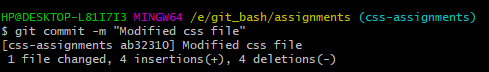 HP@DESKTOP-L81I7I3 MINGW64 /e/git_bash/assignments (css-assignments)
$ git commit -m "Modified css file"
[css-assignments ab32310] Modified css file
 1 file changed, 4 insertions(+), 4 deletions(-)